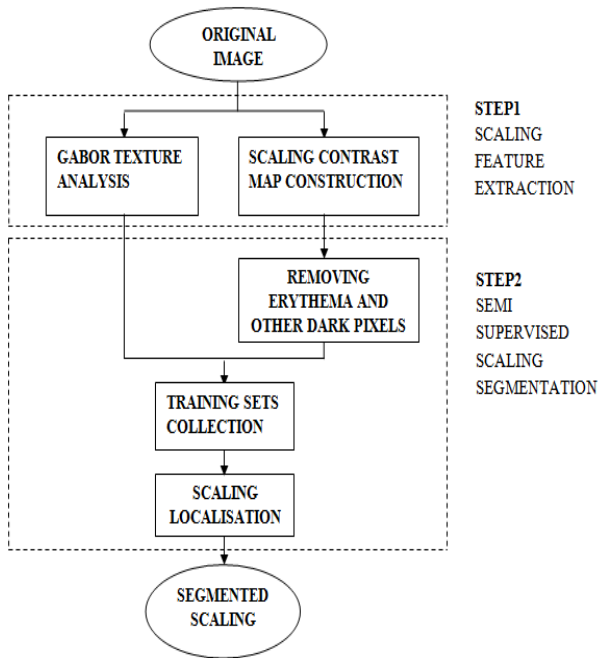 ORIGINAL
IMAGE
STEP1
SCALING
FEATURE
EXTRACTION
GABOR TEXTURE
ANALYSIS
SCALING CONTRAST
MAP CONSTRUCTION
REMOVING
ERYTHEMA AND
OTHER DARK PIXELS
STEP2
SEMI
SUPERVISED
SCALING
SEGMENTATION
TRAINING SETS
COLLECTION
SCALING
LOCALISATION
SEGMENTED
SCALING